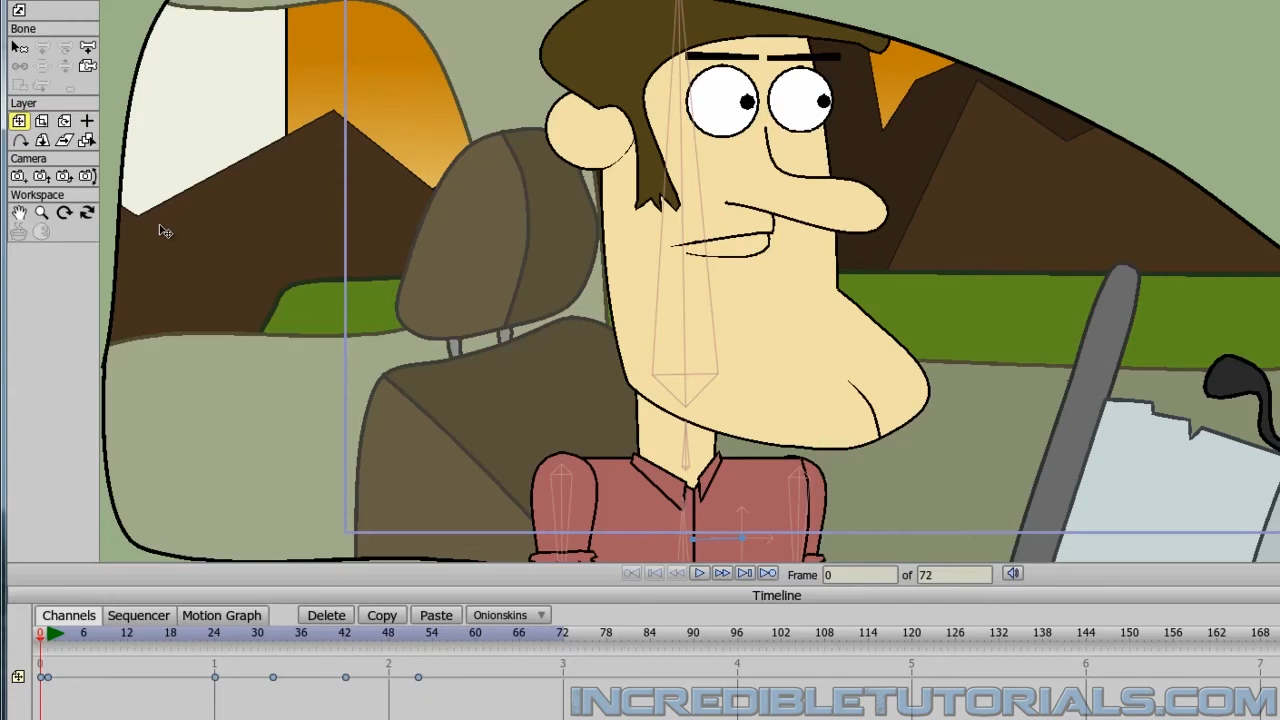 Bone
Layer
Camera
Workspace
Frame 0 of 72
Timeline
Channels Sequencer Motion Graph Delete Copy Paste Onionskins
0 6 12 18 24 30 36 42 48 54 60 66 72 78 84 90 96 102 108 114 120 126 132 138 144 150 156 162 168
0 1 2 3 4 5 6 7
INCREDIBLETUTORIALS.COM